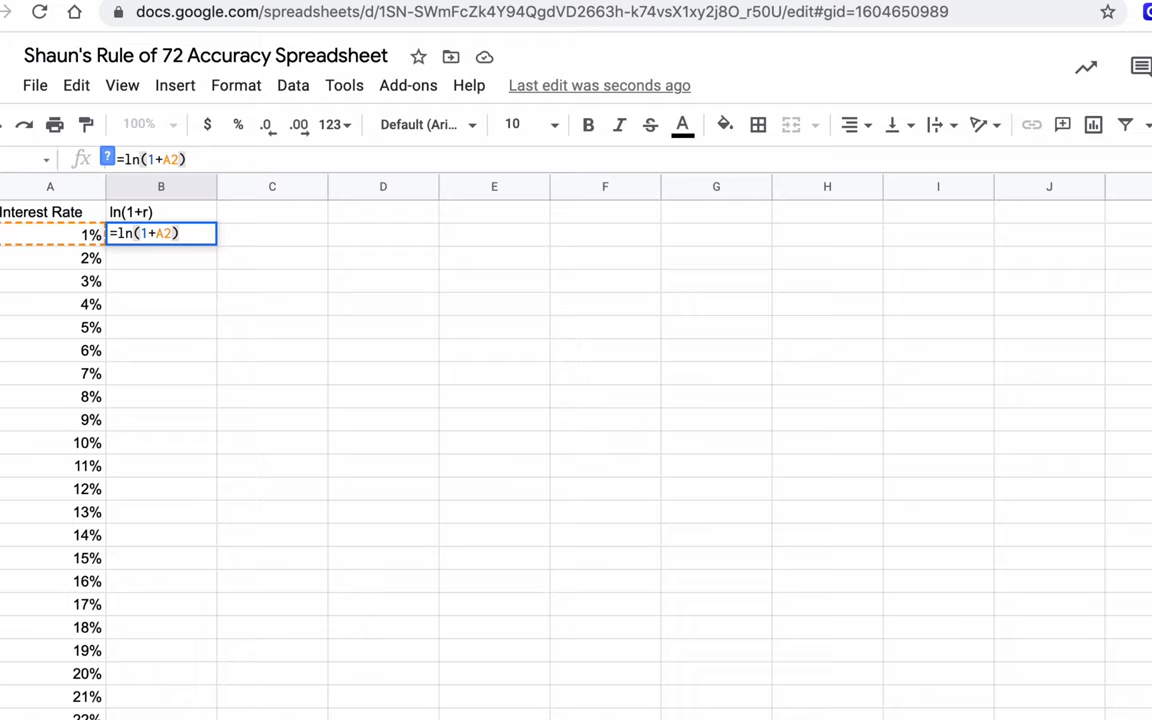 docs.google.com/spreadsheets/d/1SN-SWmFcZk4Y94QgdVD2663h-k74vsX1xy2j8O_r50U/edit#gid=1604650989
Shaun's Rule of 72 Accuracy Spreadsheet
File Edit View Insert Format Data Tools Add-ons Help Last edit was seconds ago
100% $ % .0 .00 123 Default (Ari... 10 B I S A
fx ? =ln(1+A2)
A B C D E F G H I J
Interest Rate ln(1+r)
1% =ln(1+A2)
2%
3%
4%
5%
6%
7%
8%
9%
10%
11%
12%
13%
14%
15%
16%
17%
18%
19%
20%
21%
22%